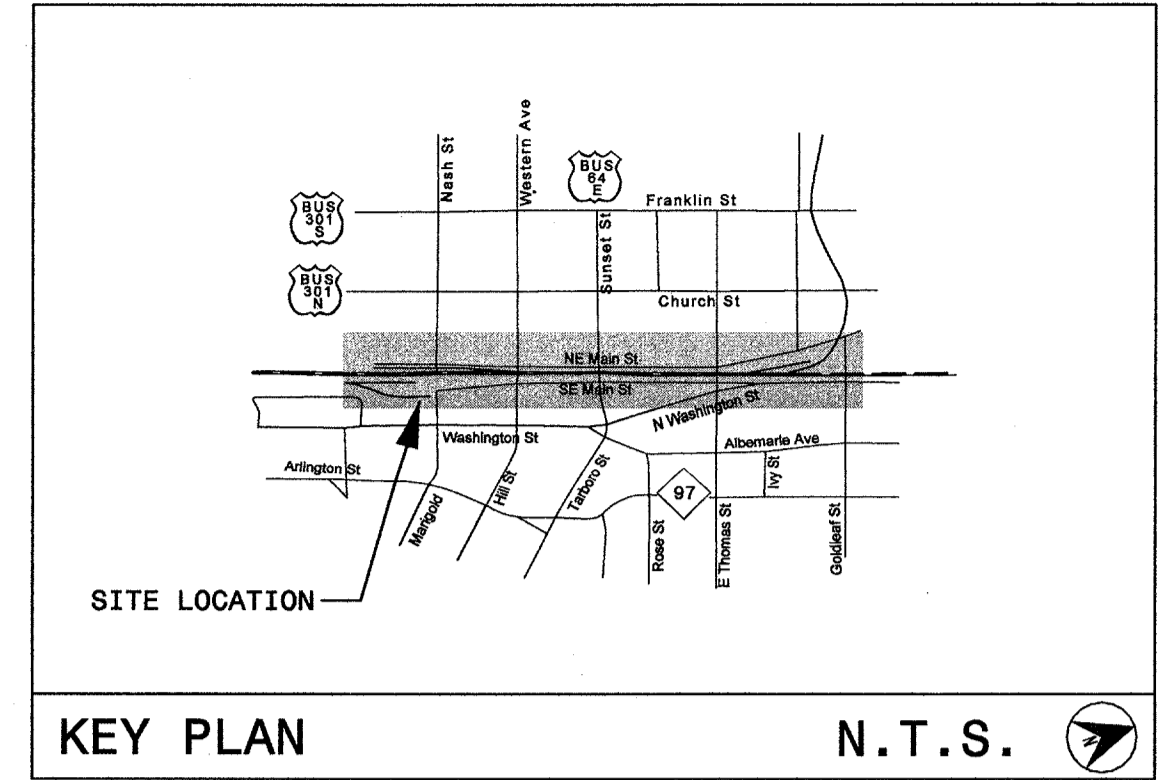 Nash St
Western Ave
BUS
64
E
BUS
301
S
Franklin St
Sunset St
BUS
301
N
Church St
NE Main St
SE Main St
N Washington St
Washington St
Albemarle Ave
Arlington St
Ivy St
Tarboro St
Hill St
97
Marigold
Rose St
E Thomas St
Goldleaf St
SITE LOCATION
KEY PLAN
N.T.S.
N